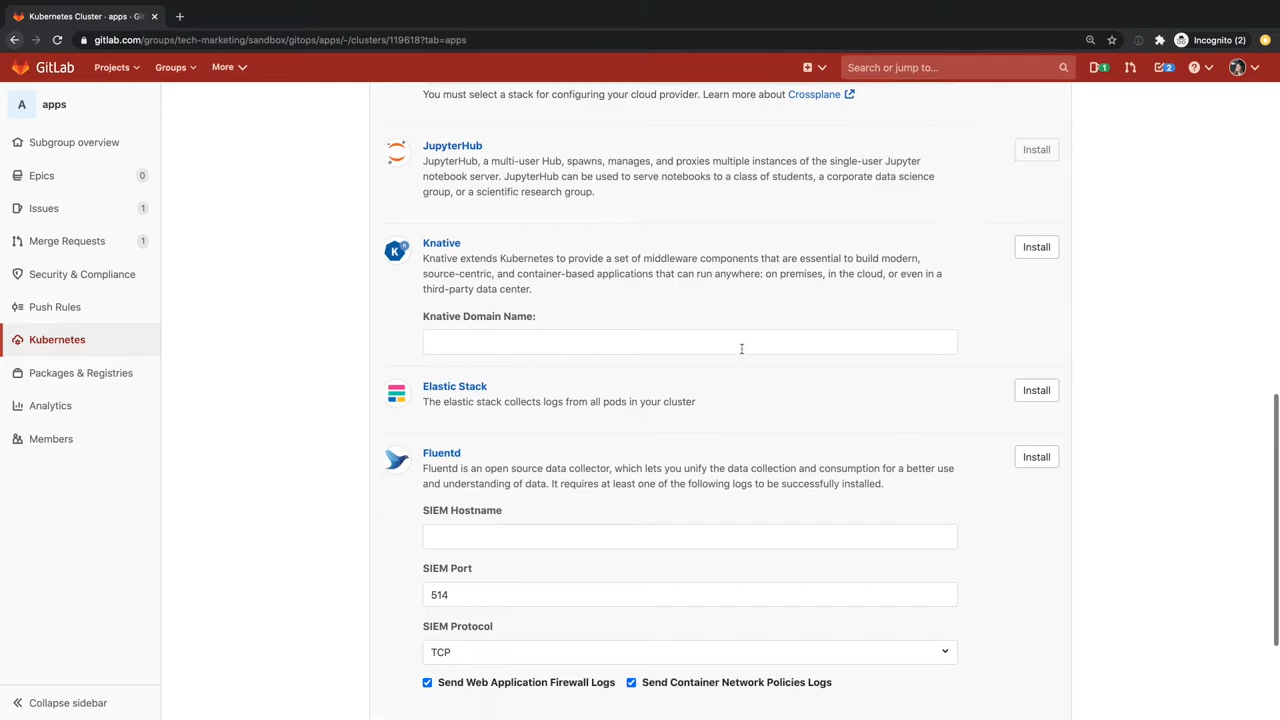 Kubernetes Cluster · apps · Git
gitlab.com/groups/tech-marketing/sandbox/gitops/apps/-/clusters/119618?tab=apps
Incognito (2)
GitLab
Projects
Groups
More
Search or jump to...
1
2
A
apps
Subgroup overview
Epics
0
Issues
1
Merge Requests
1
Security & Compliance
Push Rules
Kubernetes
Packages & Registries
Analytics
Members
Collapse sidebar
You must select a stack for configuring your cloud provider. Learn more about Crossplane
JupyterHub
Install
JupyterHub, a multi-user Hub, spawns, manages, and proxies multiple instances of the single-user Jupyter
notebook server. JupyterHub can be used to serve notebooks to a class of students, a corporate data science
group, or a scientific research group.
Knative
Install
Knative extends Kubernetes to provide a set of middleware components that are essential to build modern,
source-centric, and container-based applications that can run anywhere: on premises, in the cloud, or even in a
third-party data center.
Knative Domain Name:
Elastic Stack
Install
The elastic stack collects logs from all pods in your cluster
Fluentd
Install
Fluentd is an open source data collector, which lets you unify the data collection and consumption for a better use
and understanding of data. It requires at least one of the following logs to be successfully installed.
SIEM Hostname
SIEM Port
514
SIEM Protocol
TCP
Send Web Application Firewall Logs
Send Container Network Policies Logs